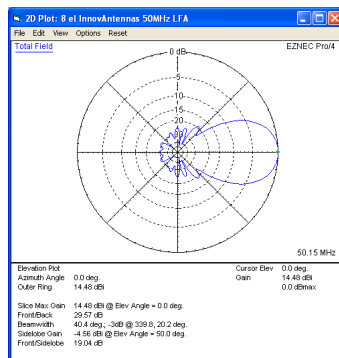 2D Plot: 8 el InnovAntennas 50MHz LFA
File Edit View Options Reset
Total Field
EZNEC Pro/4
0 dB
-5
-10
-15
-20
-30
50.15 MHz
Elevation Plot
Azimuth Angle 0.0 deg.
Outer Ring 14.48 dBi
Cursor Elev 0.0 deg.
Gain 14.48 dBi
0.0 dBmax
Slice Max Gain 14.48 dBi @ Elev Angle = 0.0 deg.
Front/Back 29.57 dB
Beamwidth 40.4 deg.; -3dB @ 339.8, 20.2 deg.
Sidelobe Gain -4.56 dBi @ Elev Angle = 50.0 deg.
Front/Sidelobe 19.04 dB